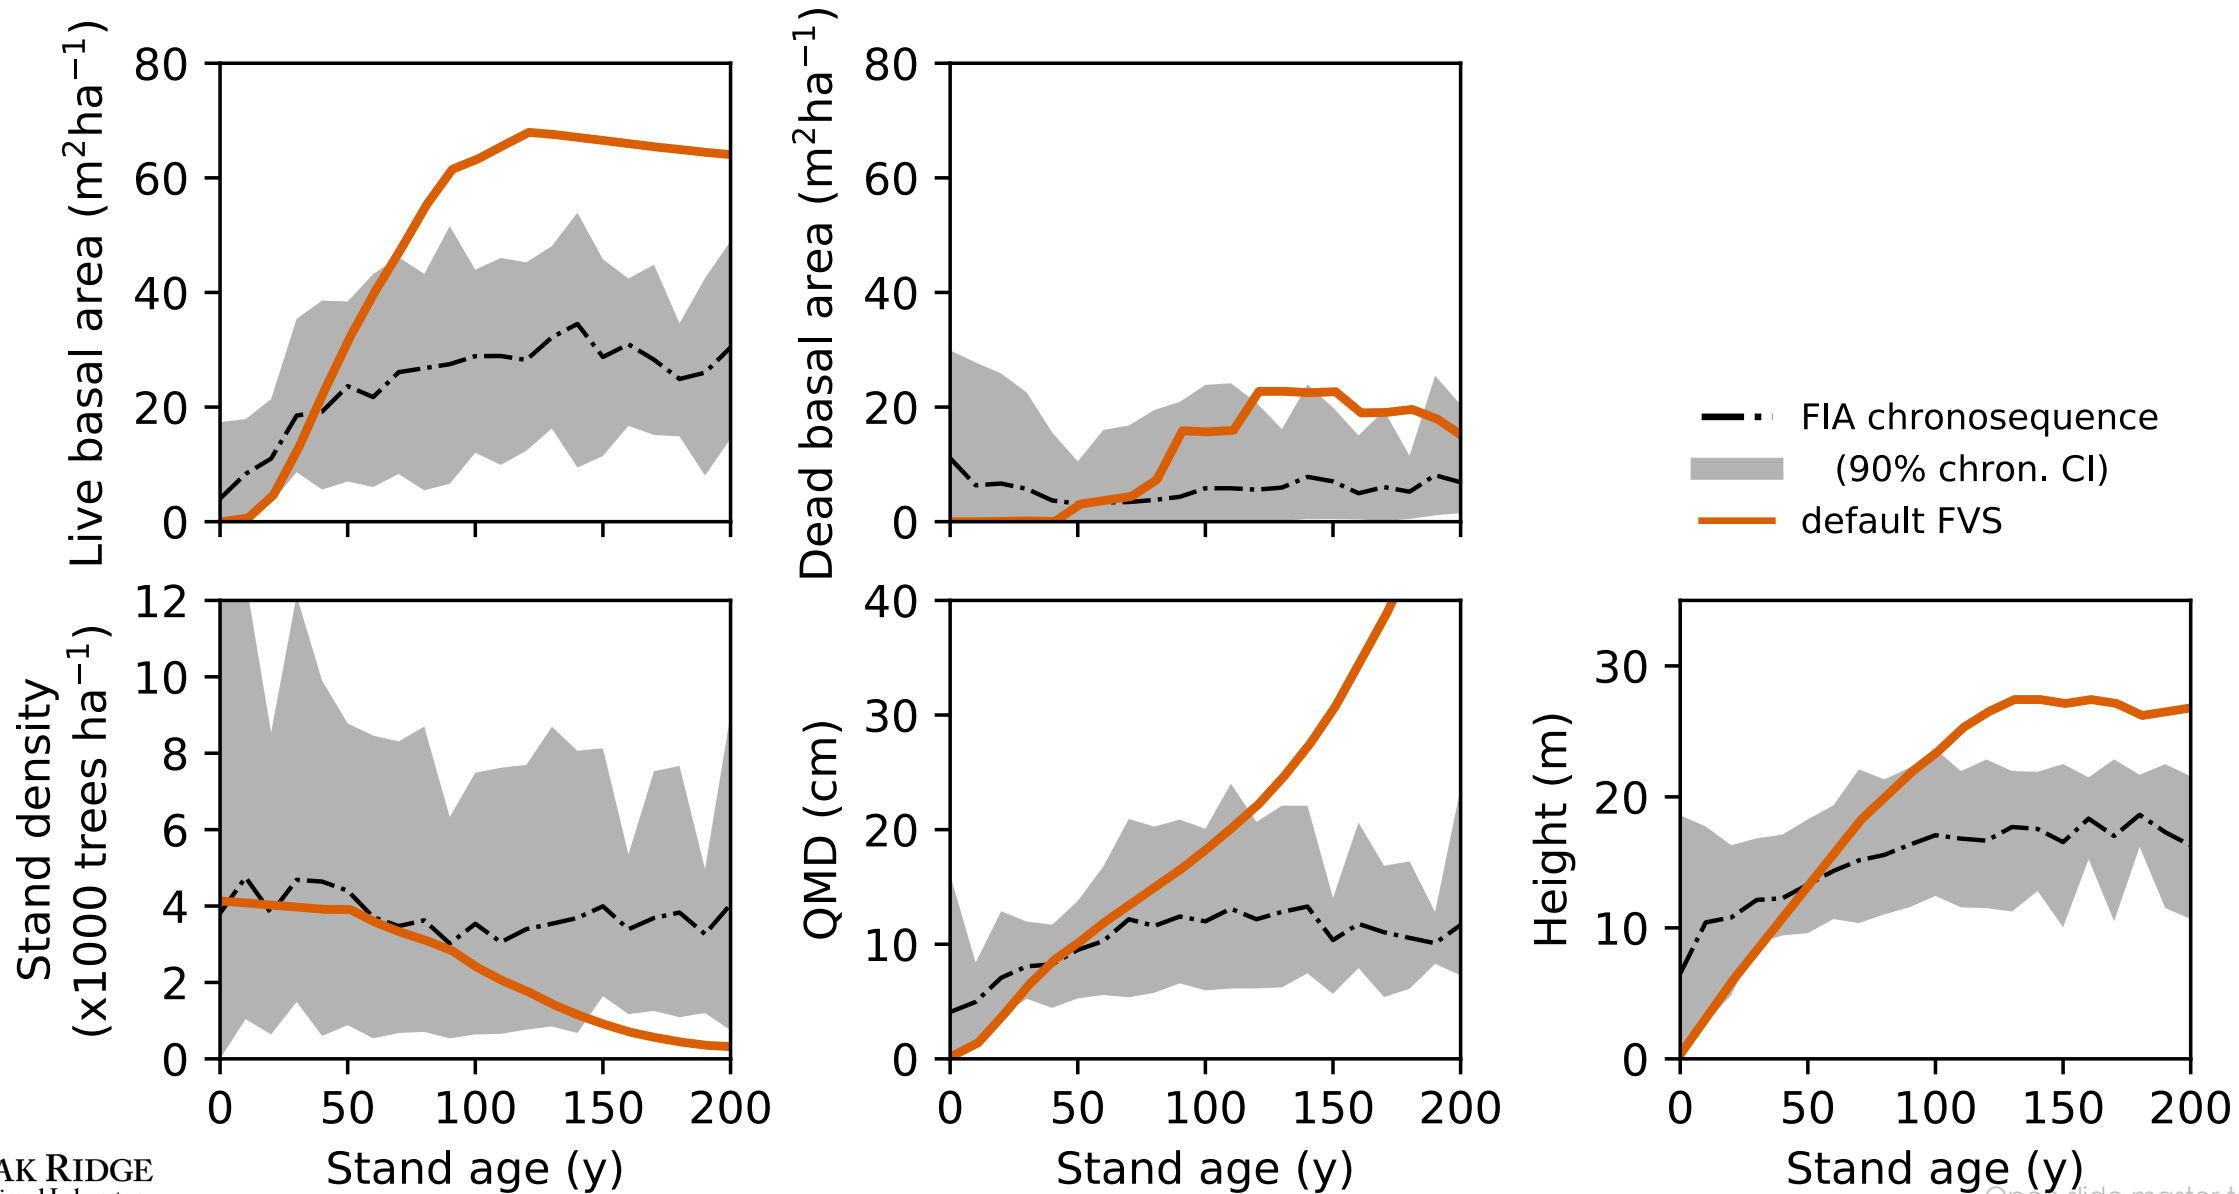 Live basal area (m²ha⁻¹)
80
60
40
20
0
Dead basal area (m²ha⁻¹)
80
60
40
20
0
FIA chronosequence
(90% chron. CI)
default FVS
Stand density
(x1000 trees ha⁻¹)
12
10
8
6
4
2
0
0 50 100 150 200
Stand age (y)
QMD (cm)
40
30
20
10
0
0 50 100 150 200
Stand age (y)
Height (m)
30
20
10
0
0 50 100 150 200
Stand age (y)
AK RIDGE
Open slide master t